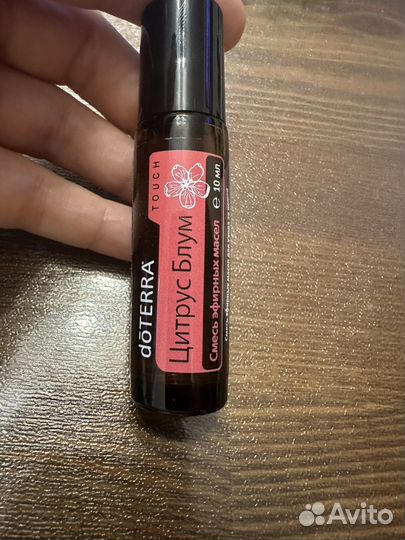 dōTERRA
TOUCH
Цитрус Блум
Смесь эфирных масел ℮ 10 мл
Avito